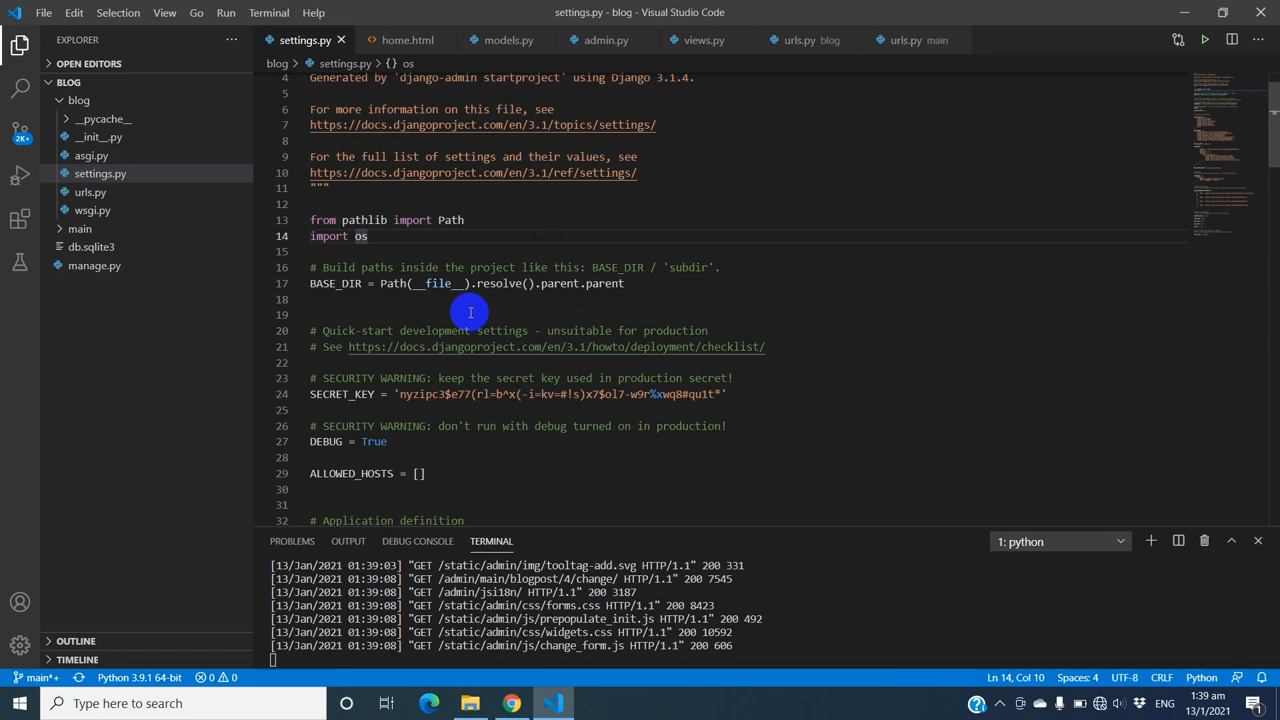 File Edit Selection View Go Run Terminal Help
settings.py - blog - Visual Studio Code
EXPLORER
settings.py home.html models.py admin.py views.py urls.py blog urls.py main
OPEN EDITORS
blog > settings.py > {} os
BLOG
blog
__pycache__
__init__.py
asgi.py
settings.py
urls.py
wsgi.py
main
db.sqlite3
manage.py
2K+
4 Generated by 'django-admin startproject' using Django 3.1.4.
5
6 For more information on this file, see
7 https://docs.djangoproject.com/en/3.1/topics/settings/
8
9 For the full list of settings and their values, see
10 https://docs.djangoproject.com/en/3.1/ref/settings/
11 """
12
13 from pathlib import Path
14 import os
15
16 # Build paths inside the project like this: BASE_DIR / 'subdir'.
17 BASE_DIR = Path(__file__).resolve().parent.parent
18
19
20 # Quick-start development settings - unsuitable for production
21 # See https://docs.djangoproject.com/en/3.1/howto/deployment/checklist/
22
23 # SECURITY WARNING: keep the secret key used in production secret!
24 SECRET_KEY = 'nyzipc3$e77(rl=b^x(-i=kv=#!s)x7$ol7-w9r%xwq8#qu1t*'
25
26 # SECURITY WARNING: don't run with debug turned on in production!
27 DEBUG = True
28
29 ALLOWED_HOSTS = []
30
31
32 # Application definition
PROBLEMS OUTPUT DEBUG CONSOLE TERMINAL
1: python
[13/Jan/2021 01:39:03] "GET /static/admin/img/tooltag-add.svg HTTP/1.1" 200 331
[13/Jan/2021 01:39:08] "GET /admin/main/blogpost/4/change/ HTTP/1.1" 200 7545
[13/Jan/2021 01:39:08] "GET /admin/jsi18n/ HTTP/1.1" 200 3187
[13/Jan/2021 01:39:08] "GET /static/admin/css/forms.css HTTP/1.1" 200 8423
[13/Jan/2021 01:39:08] "GET /static/admin/js/prepopulate_init.js HTTP/1.1" 200 492
[13/Jan/2021 01:39:08] "GET /static/admin/css/widgets.css HTTP/1.1" 200 10592
[13/Jan/2021 01:39:08] "GET /static/admin/js/change_form.js HTTP/1.1" 200 606
OUTLINE
TIMELINE
main*+ Python 3.9.1 64-bit 0 0
Ln 14, Col 10 Spaces: 4 UTF-8 CRLF Python
Type here to search
ENG
1:39 am
13/1/2021
1